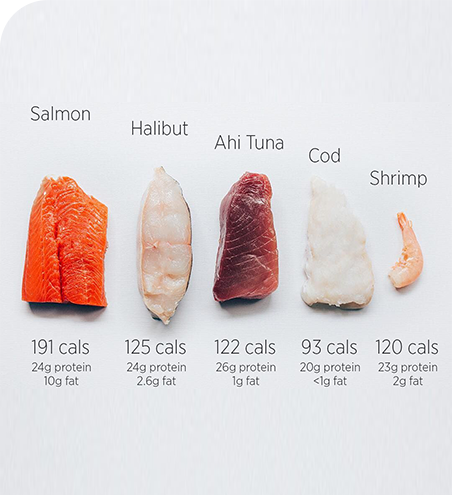 Salmon
Halibut
Ahi Tuna
Cod
Shrimp
191 cals
24g protein
10g fat
125 cals
24g protein
2.6g fat
122 cals
26g protein
1g fat
93 cals
20g protein
<1g fat
120 cals
23g protein
2g fat